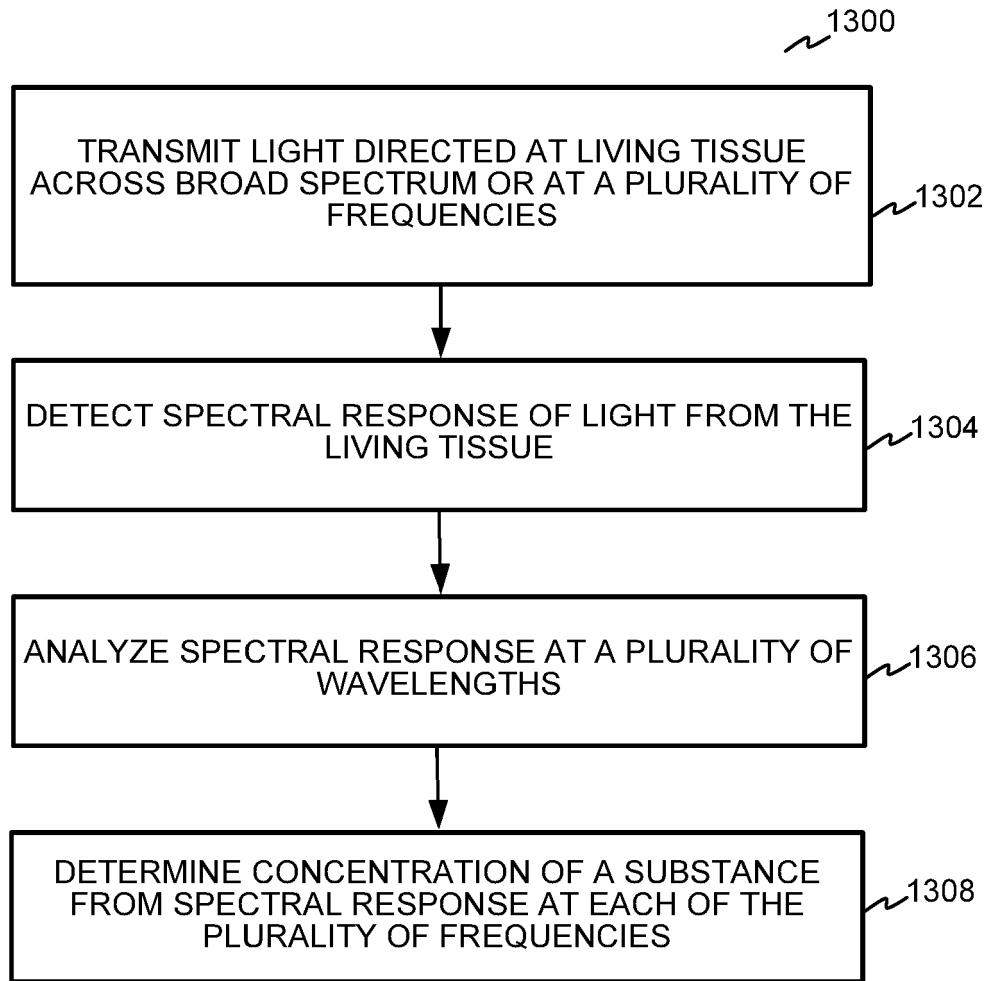 1300
TRANSMIT LIGHT DIRECTED AT LIVING TISSUE
ACROSS BROAD SPECTRUM OR AT A PLURALITY OF
FREQUENCIES
1302
DETECT SPECTRAL RESPONSE OF LIGHT FROM THE
LIVING TISSUE
1304
ANALYZE SPECTRAL RESPONSE AT A PLURALITY OF
WAVELENGTHS
1306
DETERMINE CONCENTRATION OF A SUBSTANCE
FROM SPECTRAL RESPONSE AT EACH OF THE
PLURALITY OF FREQUENCIES
1308